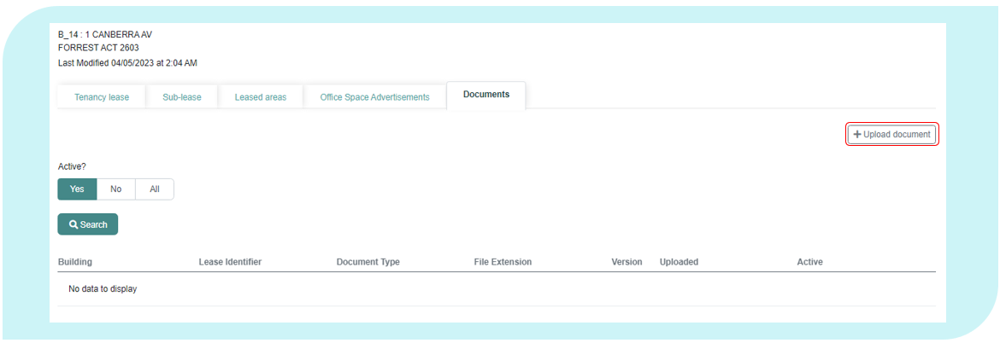 B_14 : 1 CANBERRA AV
FORREST ACT 2603
Last Modified 04/05/2023 at 2:04 AM
Tenancy lease Sub-lease Leased areas Office Space Advertisements Documents
+ Upload document
Active?
Yes No All
Search
Building Lease Identifier Document Type File Extension Version Uploaded Active
No data to display